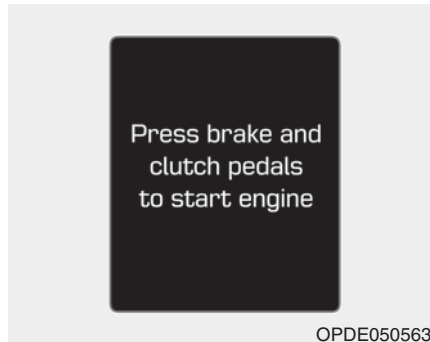 Press brake and
clutch pedals
to start engine
OPDE050563